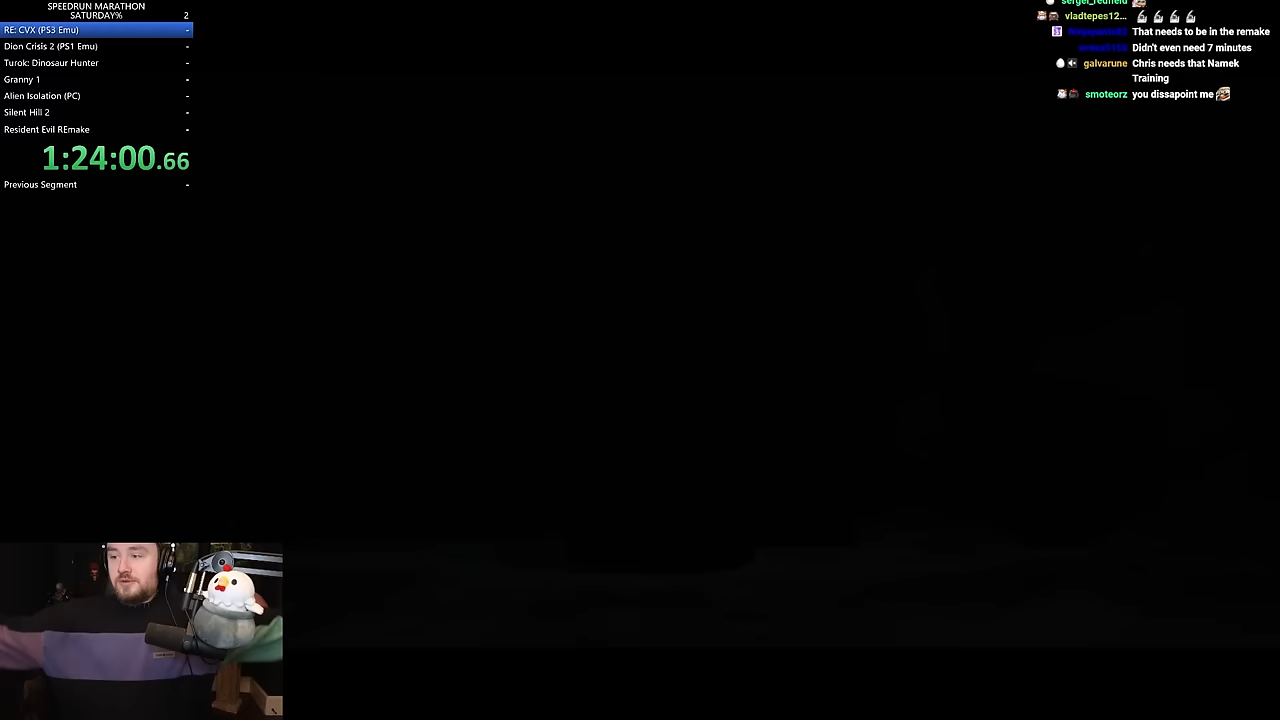 SPEEDRUN MARATHON
SATURDAY% 2
RE: CVX (PS3 Emu) -
Dion Crisis 2 (PS1 Emu) -
Turok: Dinosaur Hunter -
Granny 1 -
Alien Isolation (PC) -
Silent Hill 2 -
Resident Evil REmake -
1:24:00.66
Previous Segment -
vladtepes12...
That needs to be in the remake
Didn't even need 7 minutes
galvarune Chris needs that Namek
Training
smoteorz you dissapoint me